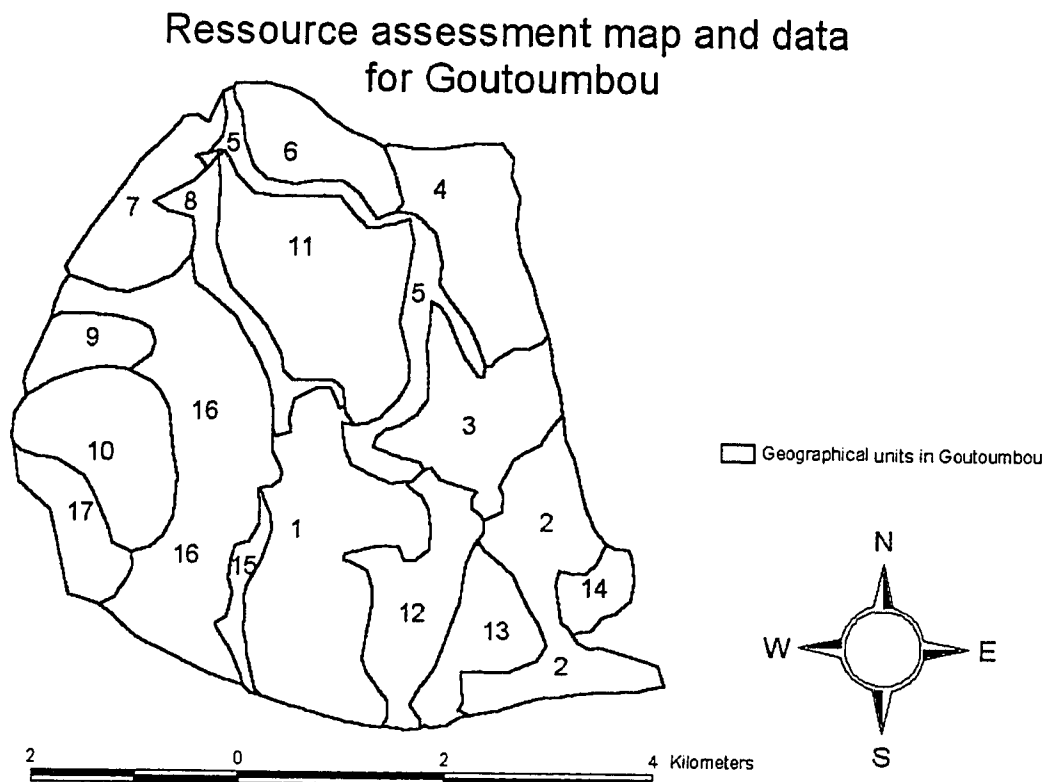 Ressource assessment map and data
for Goutoumbou
5
6
4
7
8
11
5
9
16
3
10
17
1
2
16
15
14
12
13
2
Geographical units in Goutoumbou
N
W E
S
2 0 2 4 Kilometers